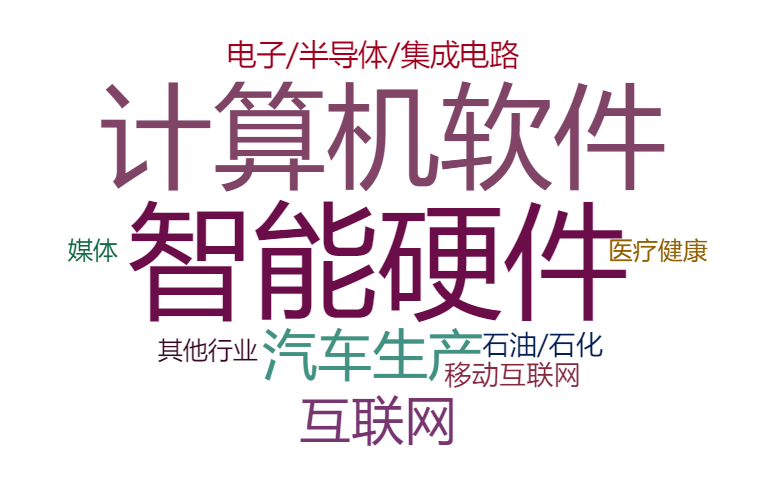 电子/半导体/集成电路
计算机软件
智能硬件
媒体
医疗健康
其他行业
汽车生产
石油/石化
移动互联网
互联网